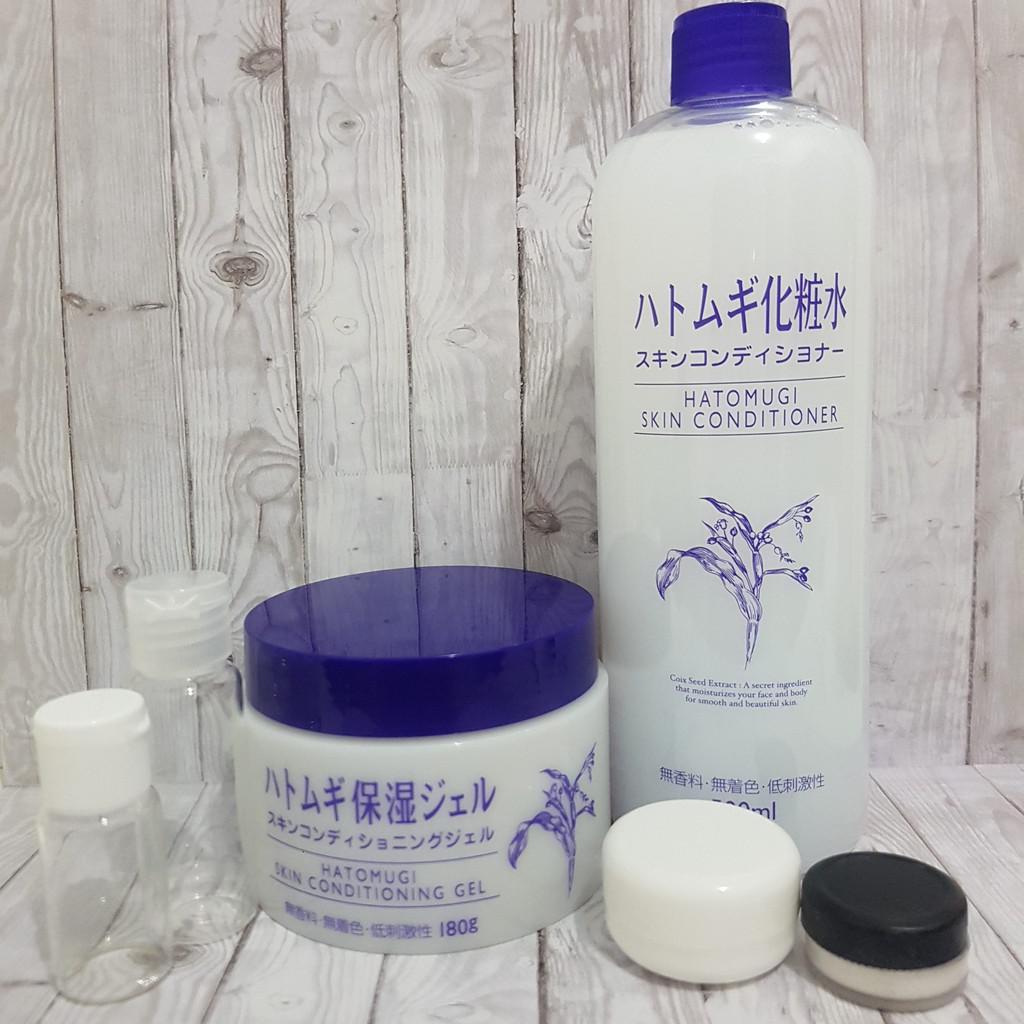 ハトムギ化粧水
スキンコンディショナー
HATOMUGI
SKIN CONDITIONER
Coix Seed Extract : A secret ingredient
that moisturizes your face and body
for smooth and beautiful skin.
無香料・無着色・低刺激性
ml
ハトムギ保湿ジェル
スキンコンディショニングジェル
HATOMUGI
SKIN CONDITIONING GEL
無香料・無着色・低刺激性 180g